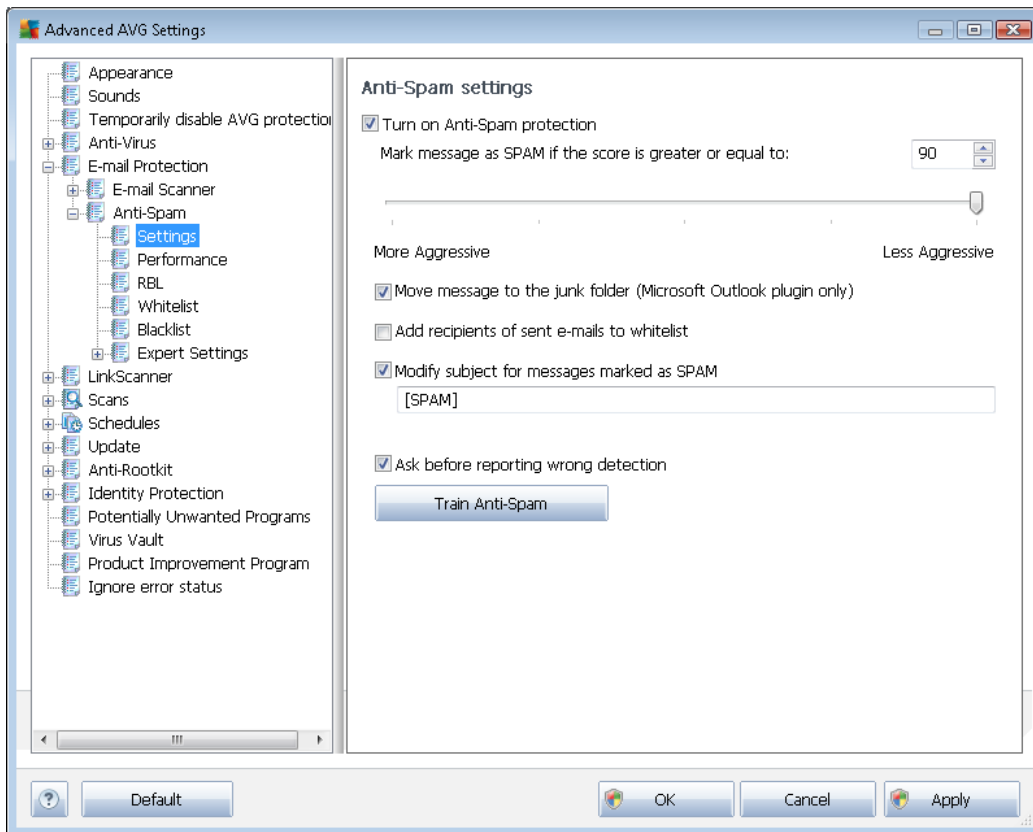 Advanced AVG Settings
Appearance
Sounds
Temporarily disable AVG protection
Anti-Virus
E-mail Protection
E-mail Scanner
Anti-Spam
Settings
Performance
RBL
Whitelist
Blacklist
Expert Settings
LinkScanner
Scans
Schedules
Update
Anti-Rootkit
Identity Protection
Potentially Unwanted Programs
Virus Vault
Product Improvement Program
Ignore error status
Anti-Spam settings
Turn on Anti-Spam protection
Mark message as SPAM if the score is greater or equal to: 90
More Aggressive Less Aggressive
Move message to the junk folder (Microsoft Outlook plugin only)
Add recipients of sent e-mails to whitelist
Modify subject for messages marked as SPAM
[SPAM]
Ask before reporting wrong detection
Train Anti-Spam
? Default OK Cancel Apply